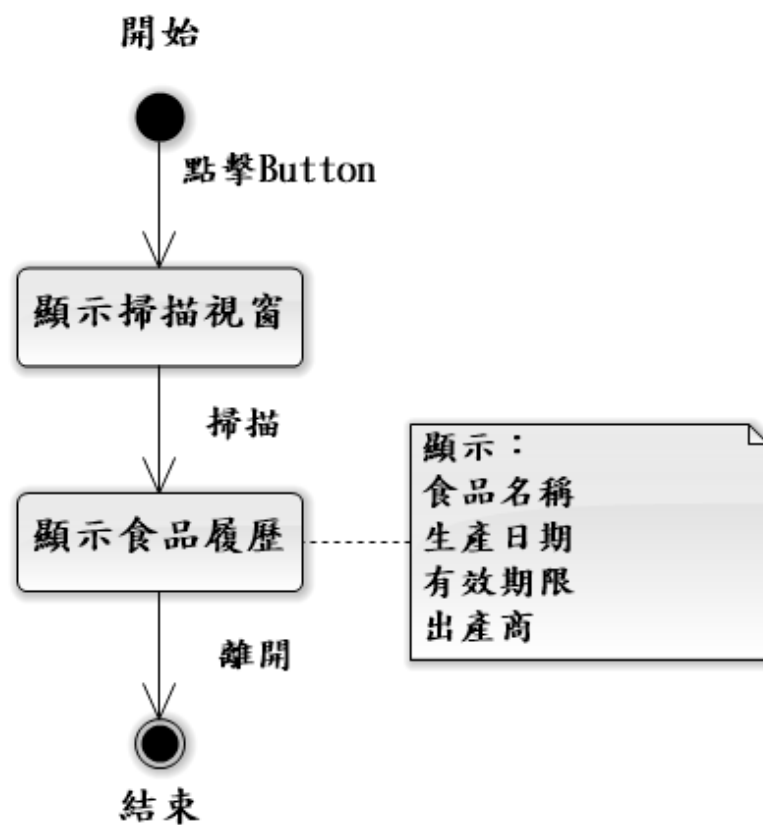 開始
點擊Button
顯示掃描視窗
掃描
顯示食品履歷
顯示：
食品名稱
生產日期
有效期限
出產商
離開
結束